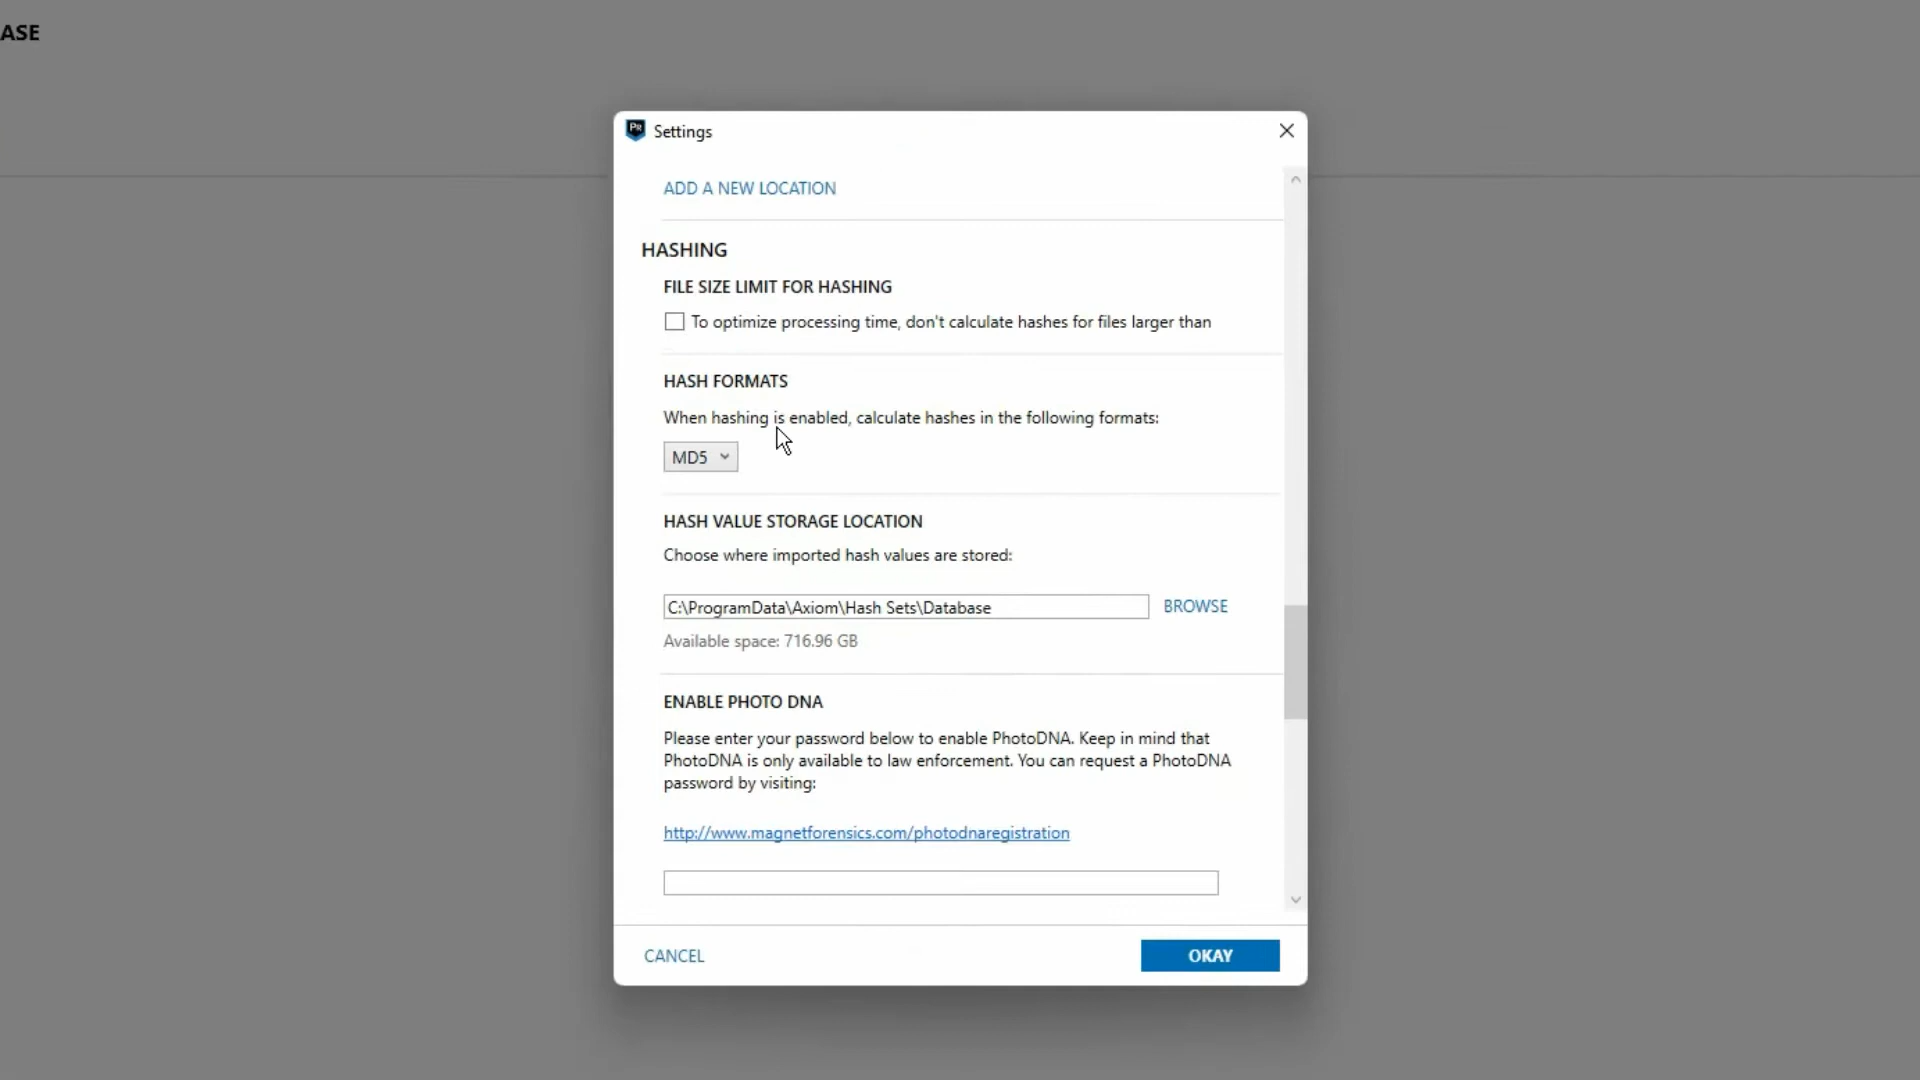 ASE
PR Settings
ADD A NEW LOCATION
HASHING
FILE SIZE LIMIT FOR HASHING
To optimize processing time, don't calculate hashes for files larger than
HASH FORMATS
When hashing is enabled, calculate hashes in the following formats:
MD5
HASH VALUE STORAGE LOCATION
Choose where imported hash values are stored:
C:\ProgramData\Axiom\Hash Sets\Database BROWSE
Available space: 716.96 GB
ENABLE PHOTO DNA
Please enter your password below to enable PhotoDNA. Keep in mind that
PhotoDNA is only available to law enforcement. You can request a PhotoDNA
password by visiting:
http://www.magnetforensics.com/photodnaregistration
CANCEL OKAY